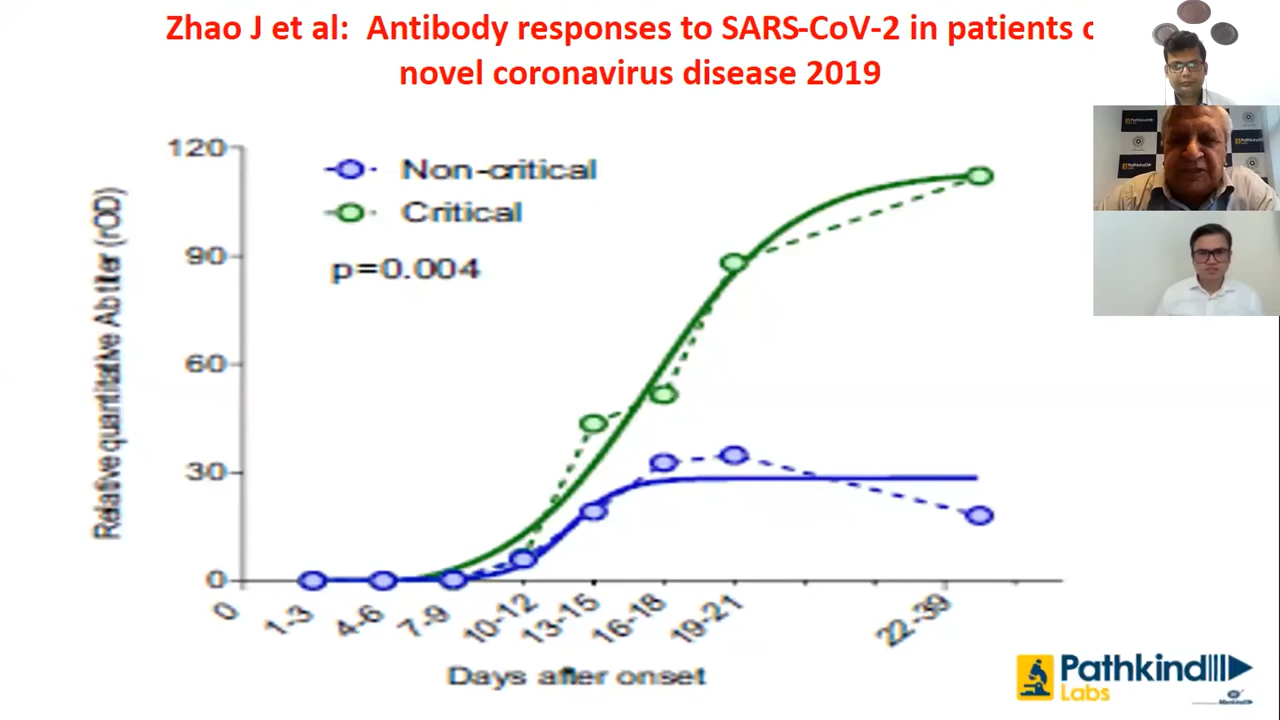 Zhao J et al: Antibody responses to SARS-CoV-2 in patients
novel coronavirus disease 2019
120
90
60
30
0
Relative quantitative Ab titer (rOD)
Non-critical
Critical
p=0.004
0
1-3
4-6
7-9
10-12
13-15
16-18
19-21
22-39
Days after onset
Pathkind
Labs
Mankind
Pathkind